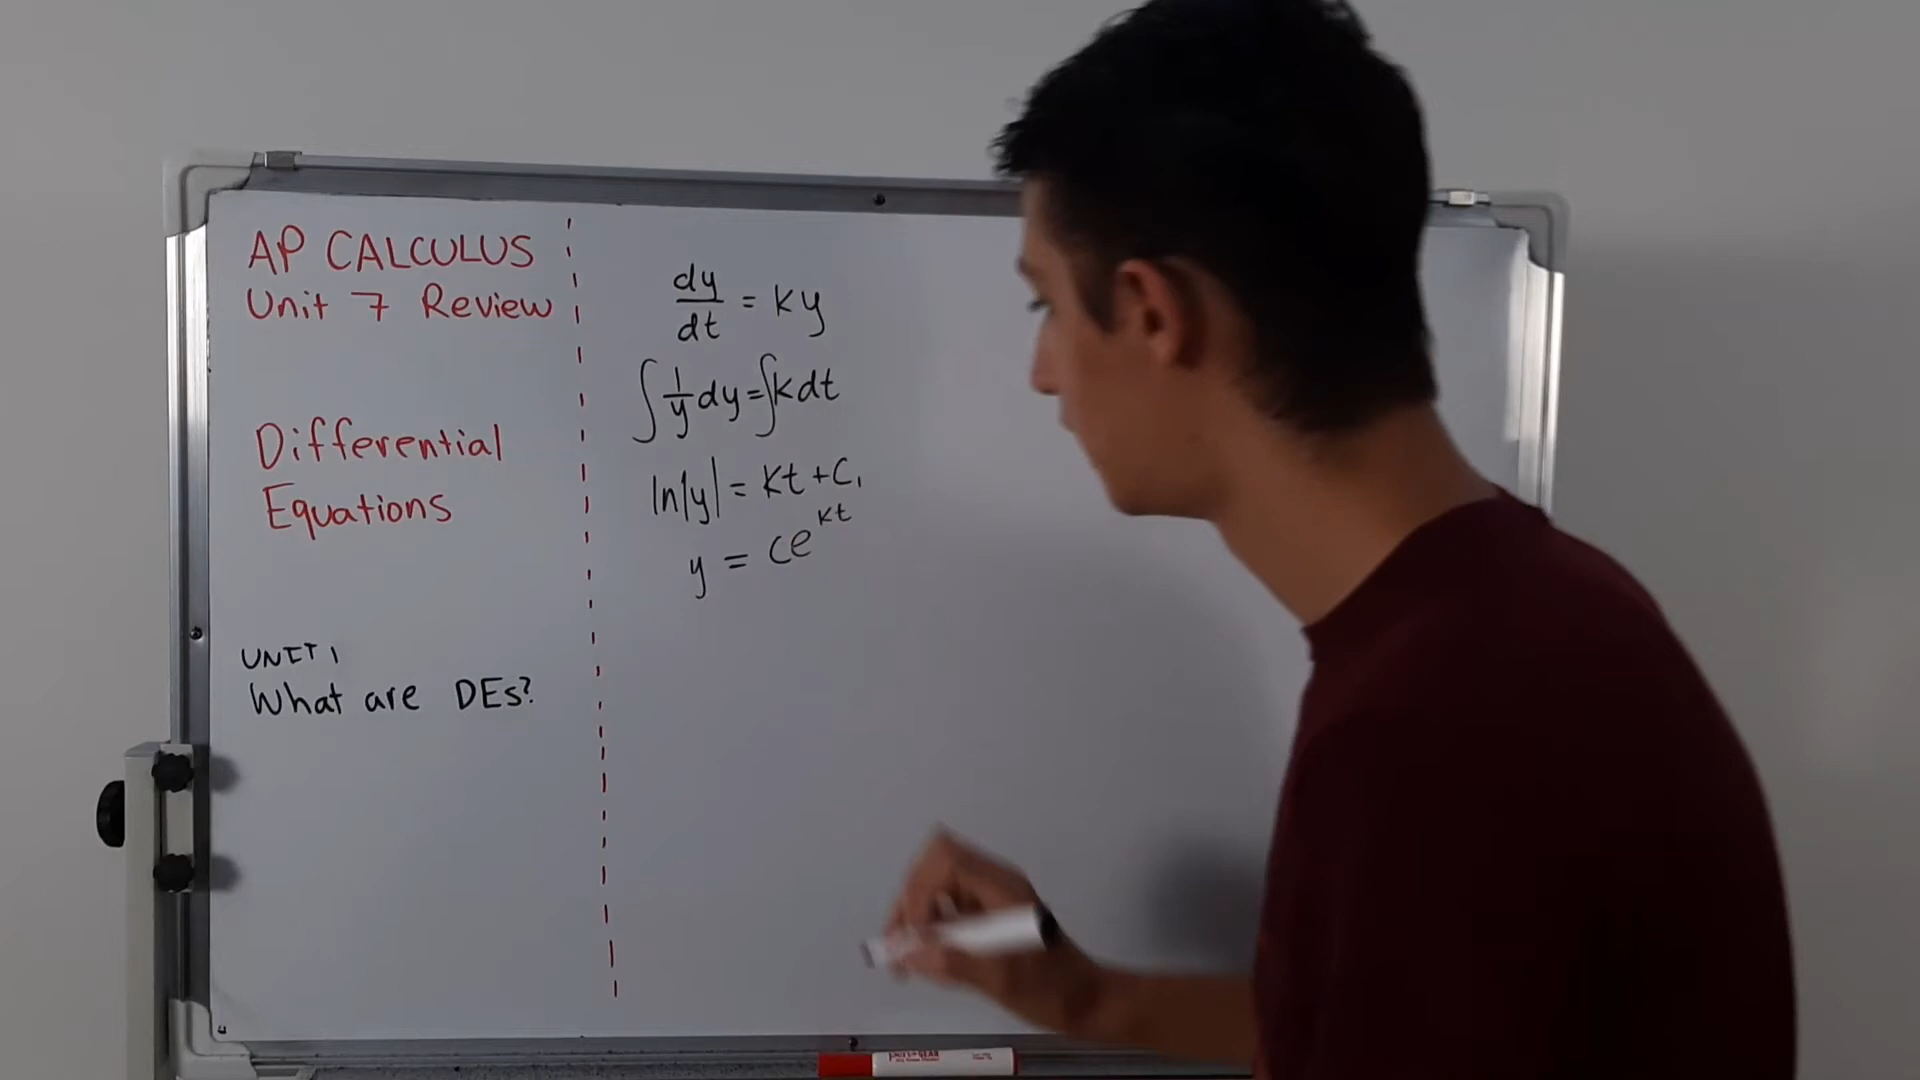 AP CALCULUS
Unit 7 Review
Differential
Equations
UNIT 1
What are DEs?
dy/dt = ky
∫ 1/y dy = ∫ k dt
ln|y| = kt + C₁
y = Ce^kt